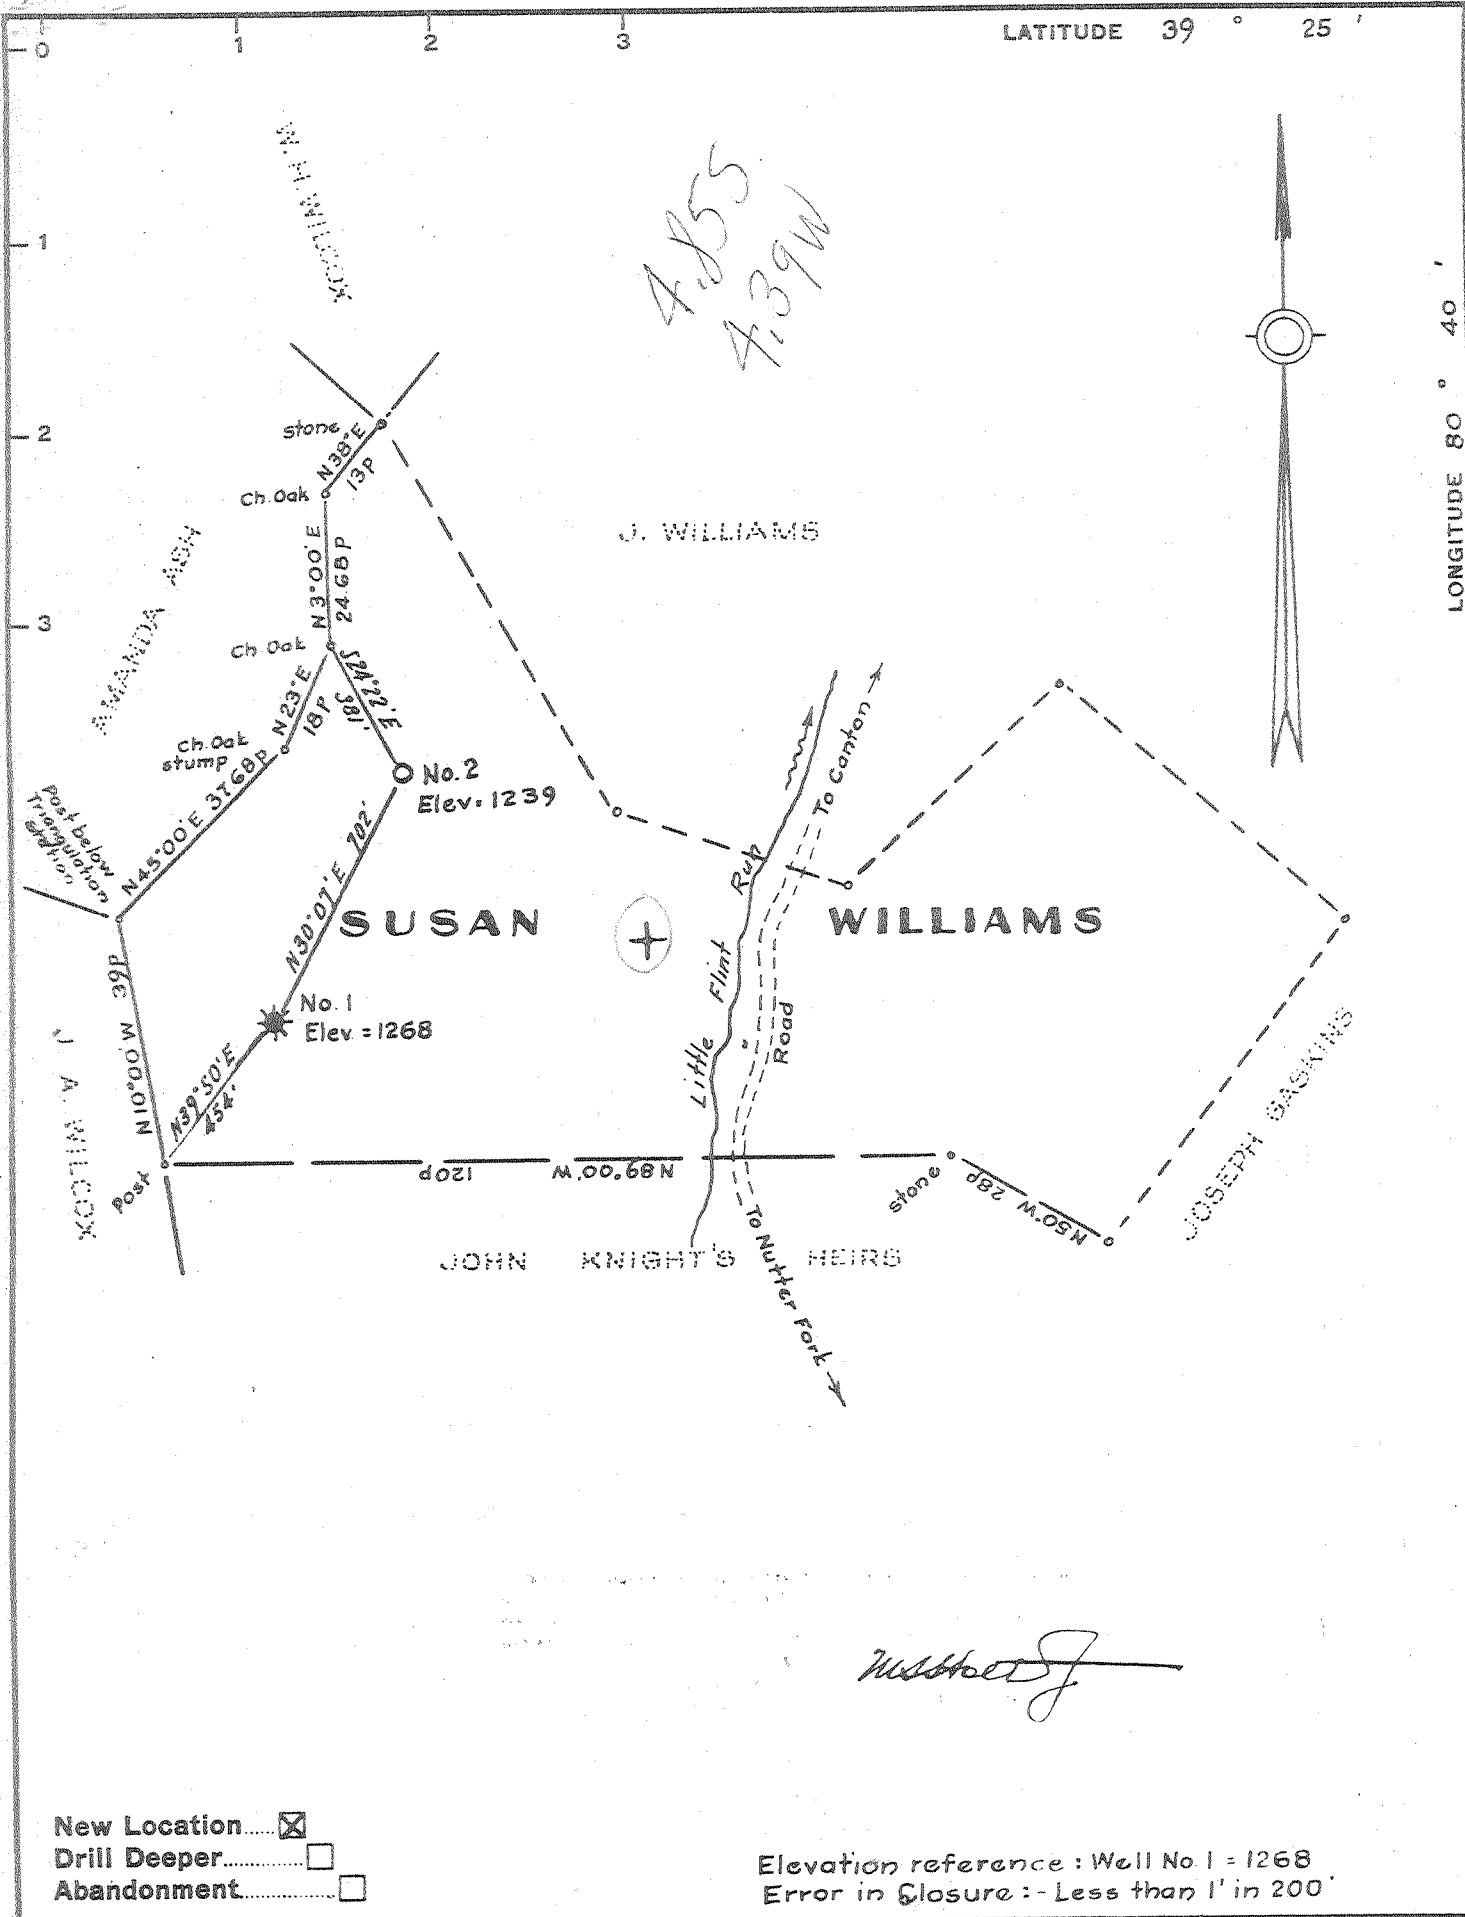 0
1
2
3
LATITUDE 39 ° 25 '
1
2
3
LONGITUDE 80 ° 40 '
W. H. WILCOX
4.85S
4.39W
Stone
N38°E
13P
Ch. Oak
N3°00'E
24.68P
J. WILLIAMS
AMANDA ASH
Ch. Oak
N23°E
18P
S24°22'E
381'
Ch. Oak
stump
No. 2
Elev. 1239
Post below
Triangulation
Station
N45°00'E 37.68P
N30°07'E 702'
To Canton
SUSAN WILLIAMS
Little Flint Run
Road
No. 1
Elev = 1268
N10°00'W 39P
N39°50'E
454'
J. A. WILCOX
Post
N89°00'W 120P
Stone
N50°W 28P
JOSEPH GASKINS
JOHN KNIGHT'S HEIRS
To Nutter Fork
New Location
Drill Deeper
Abandonment
Elevation reference : Well No 1 = 1268
Error in Closure :- Less than 1' in 200'